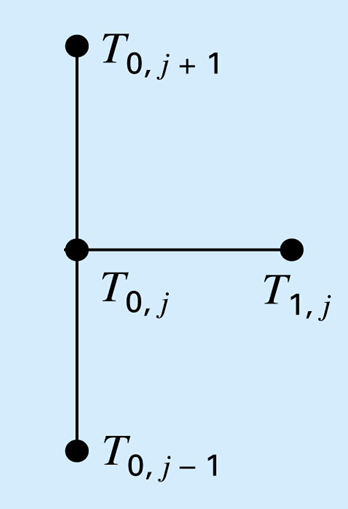 T0, j + 1
T0, j
T1, j
T0, j − 1